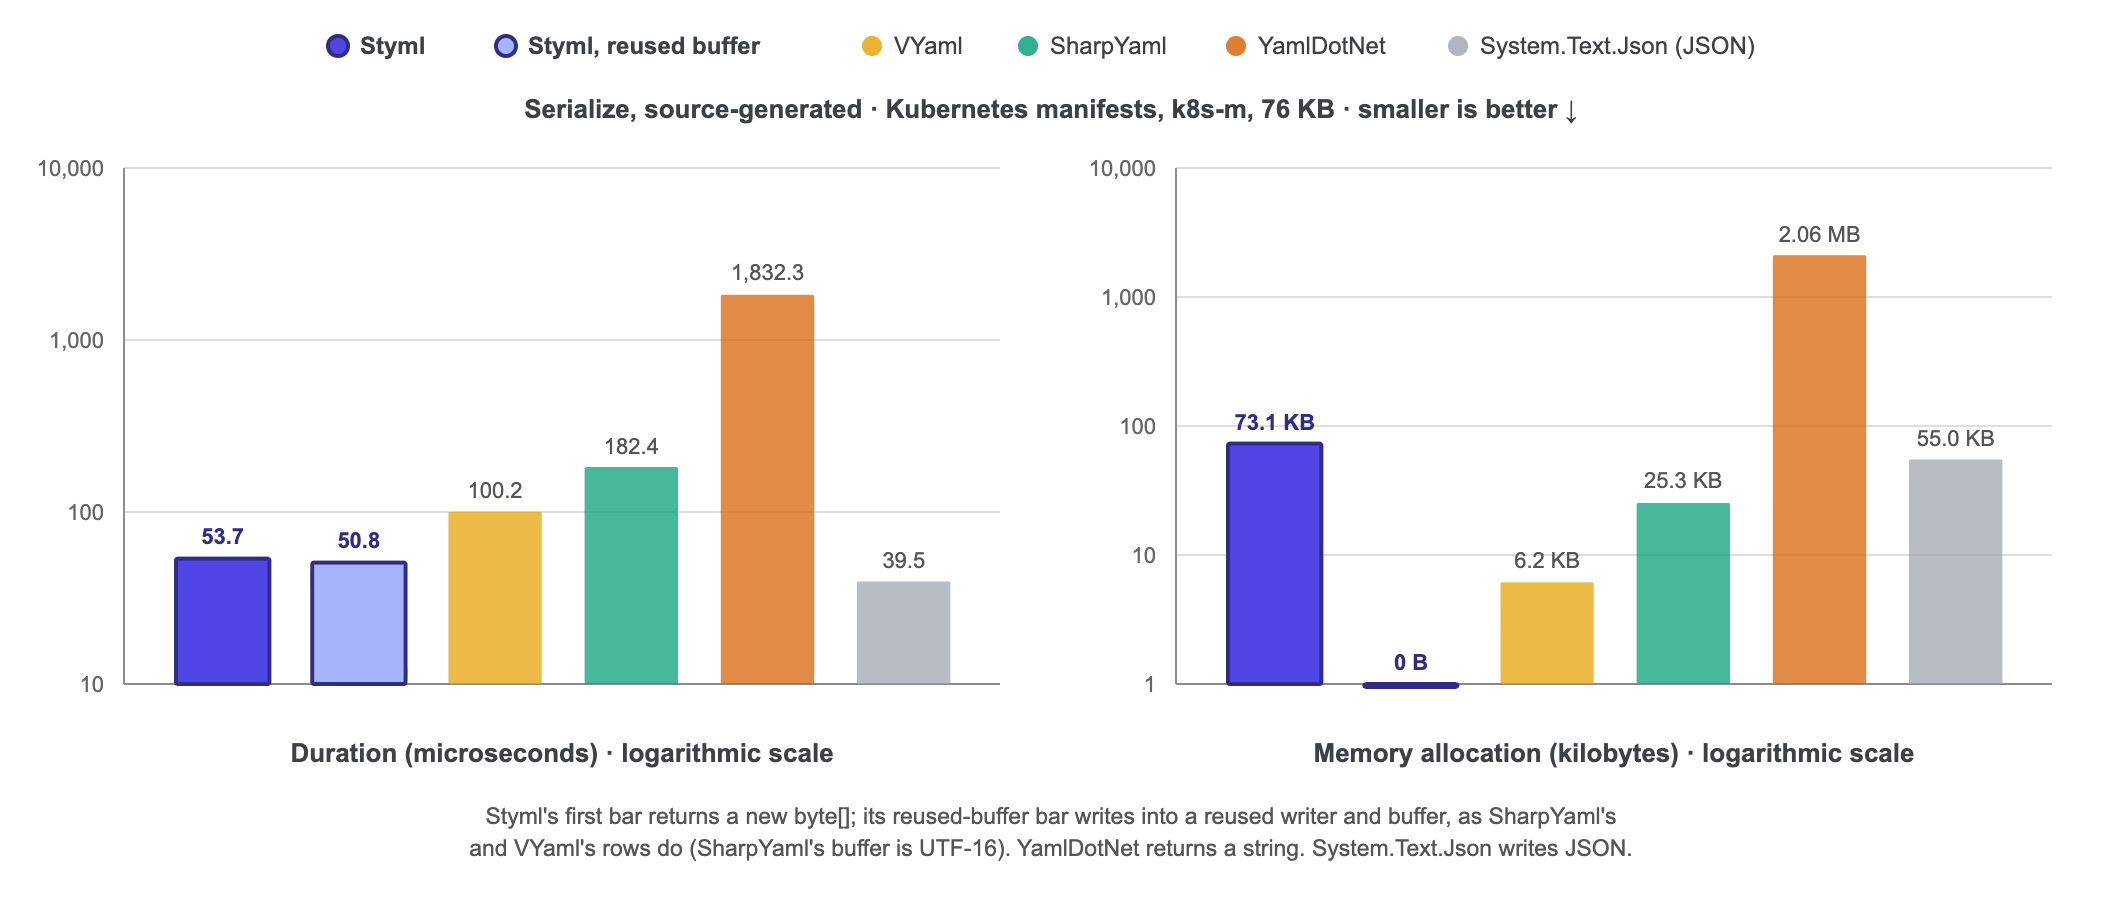 Styml
Styml, reused buffer
VYaml
SharpYaml
YamlDotNet
System.Text.Json (JSON)
Serialize, source-generated · Kubernetes manifests, k8s-m, 76 KB · smaller is better ↓
10,000
1,000
100
10
53.7
50.8
100.2
182.4
1,832.3
39.5
Duration (microseconds) · logarithmic scale
10,000
1,000
100
10
1
73.1 KB
0 B
6.2 KB
25.3 KB
2.06 MB
55.0 KB
Memory allocation (kilobytes) · logarithmic scale
Styml's first bar returns a new byte[]; its reused-buffer bar writes into a reused writer and buffer, as SharpYaml's
and VYaml's rows do (SharpYaml's buffer is UTF-16). YamlDotNet returns a string. System.Text.Json writes JSON.